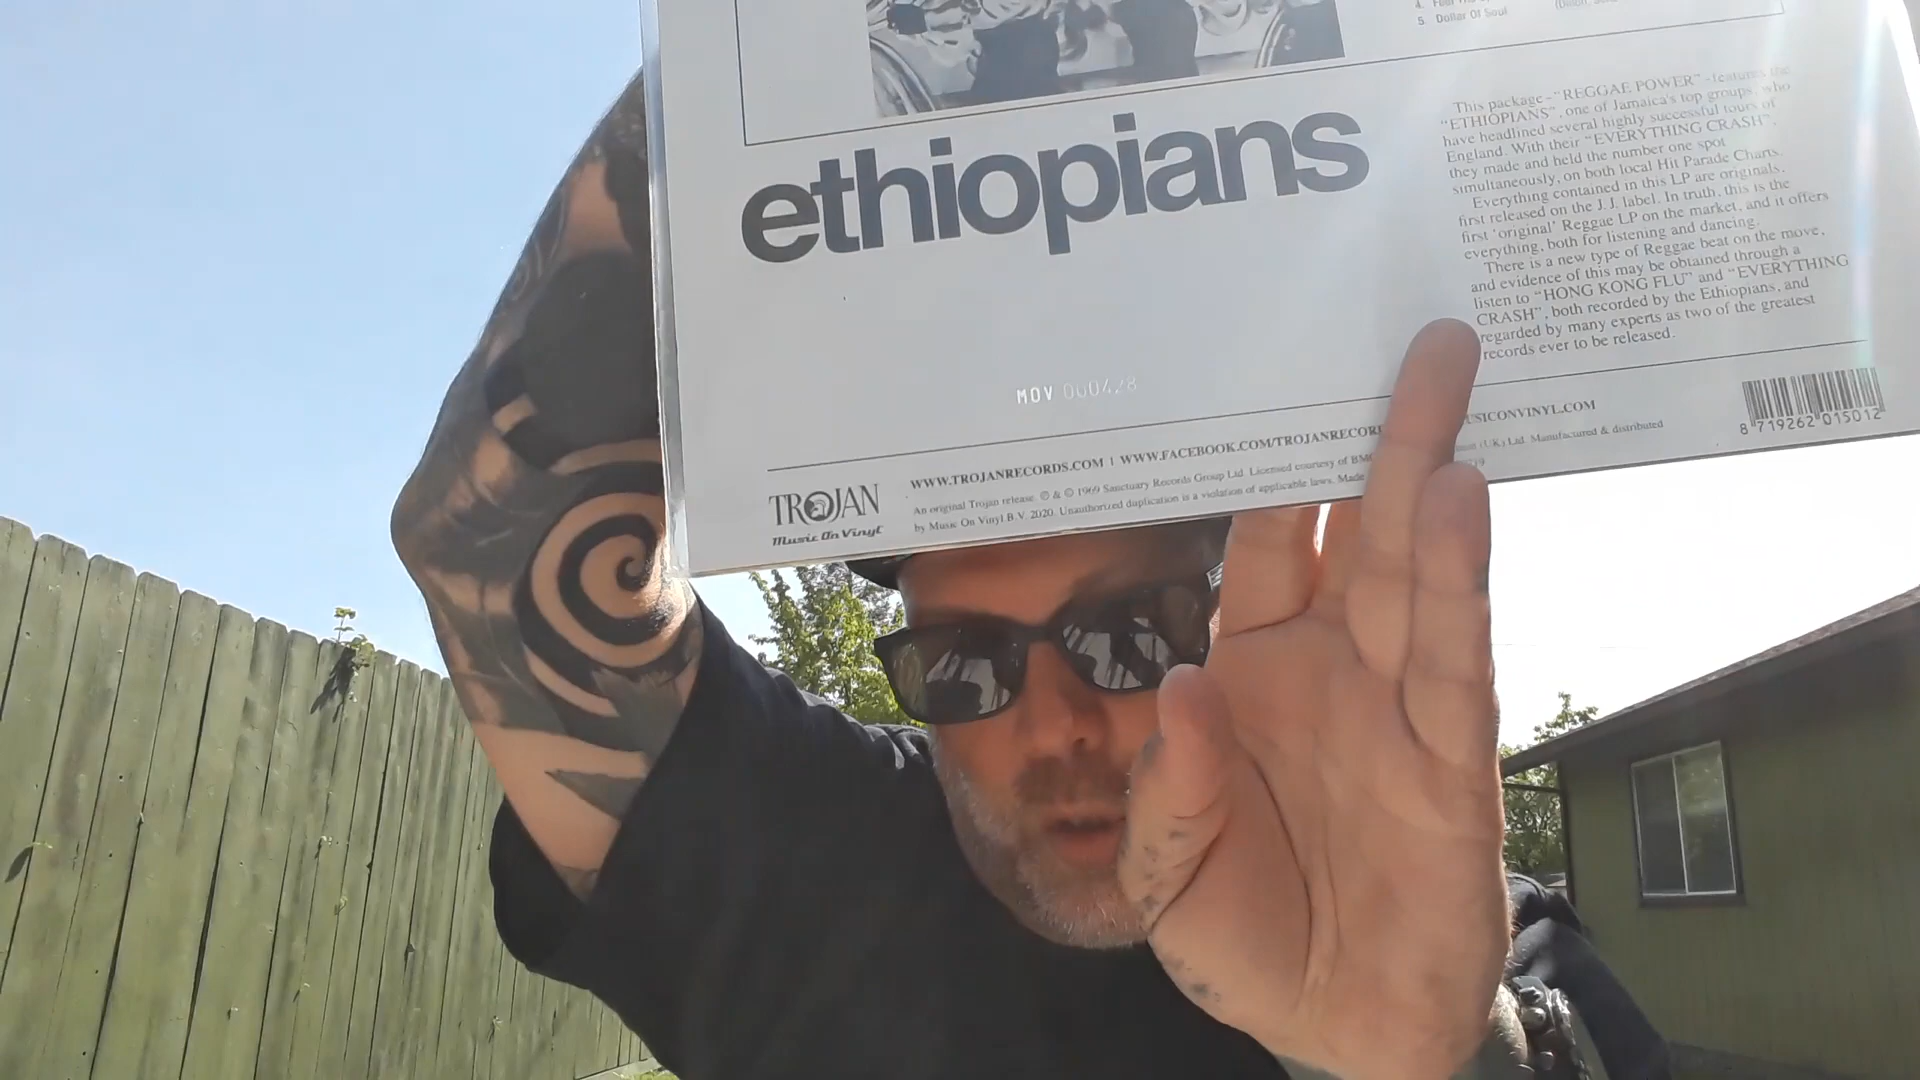 5. Dollar Of Soul
ethiopians
This package - "REGGAE POWER" - features the
"ETHIOPIANS", one of Jamaica's top groups, who
have headlined several highly successful tours of
England. With their "EVERYTHING CRASH",
they made and held the number one spot
simultaneously, on both local Hit Parade Charts.
Everything contained in this LP are originals,
first released on the J.J. label. In truth, this is the
first 'original' Reggae LP on the market, and it offers
everything, both for listening and dancing.
There is a new type of Reggae beat on the move,
and evidence of this may be obtained through a
listen to "HONG KONG FLU" and "EVERYTHING
CRASH", both recorded by the Ethiopians, and
regarded by many experts as two of the greatest
records ever to be released.
MOV 000428
WWW.TROJANRECORDS.COM | WWW.FACEBOOK.COM/TROJANRECOR USICONVINYL.COM
An original Trojan release. ℗ & © 1969 Sanctuary Records Group Ltd. Licensed courtesy of BM (UK) Ltd. Manufactured & distributed
by Music On Vinyl B.V. 2020. Unauthorized duplication is a violation of applicable laws. Made
TROJAN
Music On Vinyl
8 719262 015012